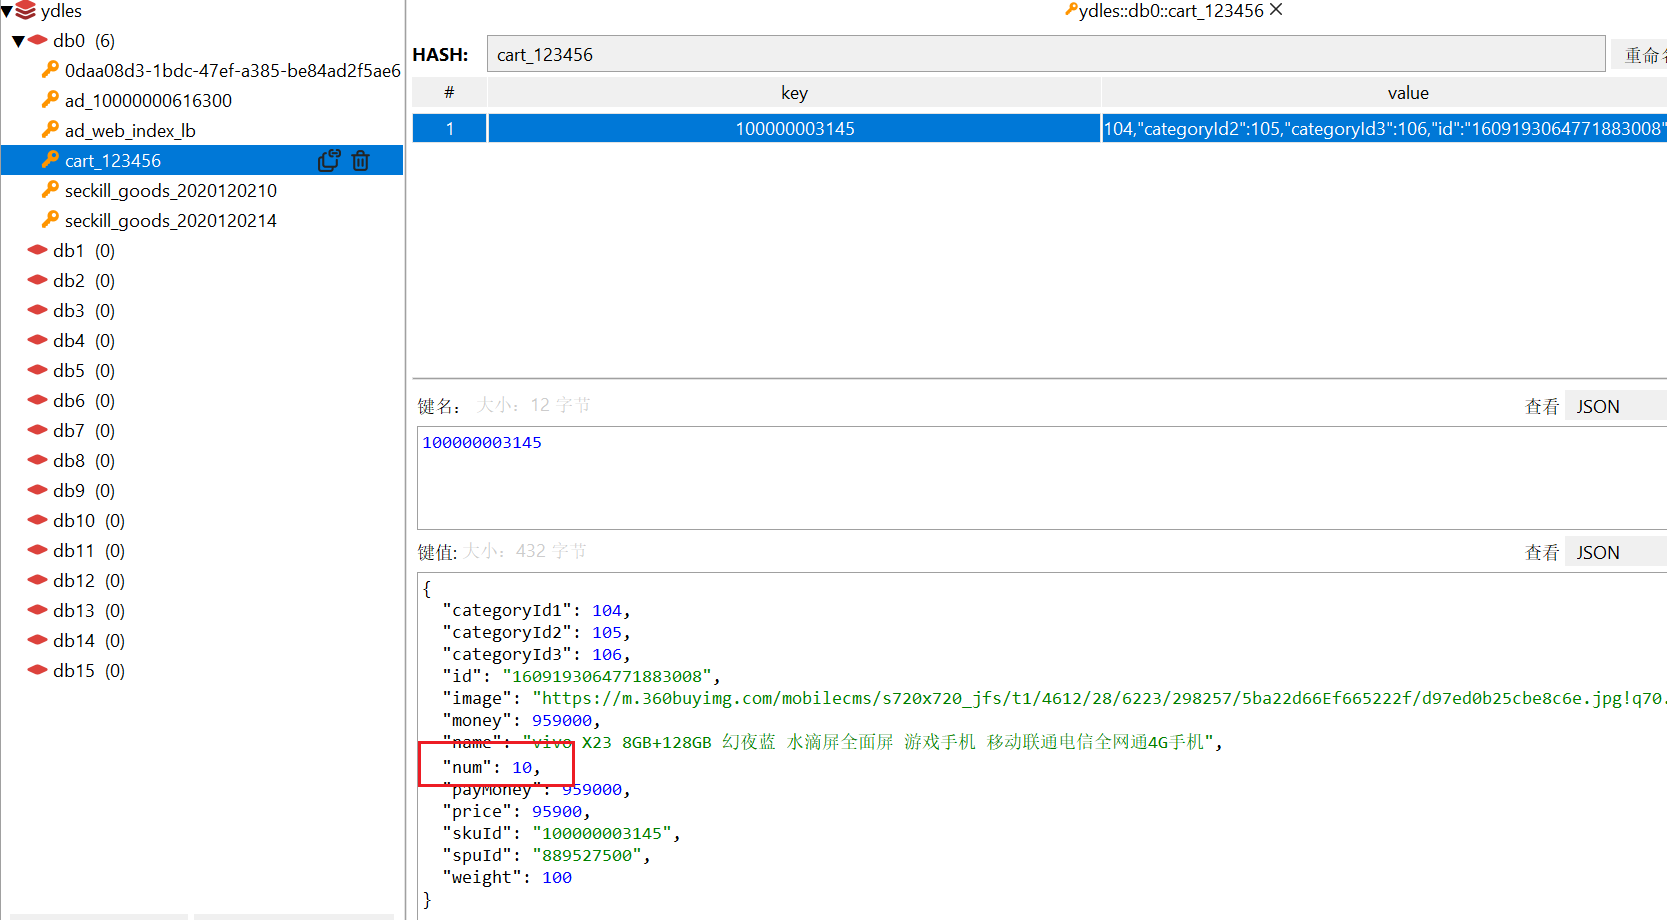 ydles
db0 (6)
0daa08d3-1bdc-47ef-a385-be84ad2f5ae6
ad_10000000616300
ad_web_index_lb
cart_123456
seckill_goods_2020120210
seckill_goods_2020120214
db1 (0)
db2 (0)
db3 (0)
db4 (0)
db5 (0)
db6 (0)
db7 (0)
db8 (0)
db9 (0)
db10 (0)
db11 (0)
db12 (0)
db13 (0)
db14 (0)
db15 (0)
ydles::db0::cart_123456
HASH: cart_123456 重命名
# key value
1 100000003145 104,"categoryId2":105,"categoryId3":106,"id":"1609193064771883008"
键名： 大小：12 字节 查看 JSON
100000003145
键值: 大小：432 字节 查看 JSON
{
"categoryId1": 104,
"categoryId2": 105,
"categoryId3": 106,
"id": "1609193064771883008",
"image": "https://m.360buyimg.com/mobilecms/s720x720_jfs/t1/4612/28/6223/298257/5ba22d66Ef665222f/d97ed0b25cbe8c6e.jpg!q70.
"money": 959000,
"name": "vivo X23 8GB+128GB 幻夜蓝 水滴屏全面屏 游戏手机 移动联通电信全网通4G手机",
"num": 10,
"payMoney": 959000,
"price": 95900,
"skuId": "100000003145",
"spuId": "889527500",
"weight": 100
}